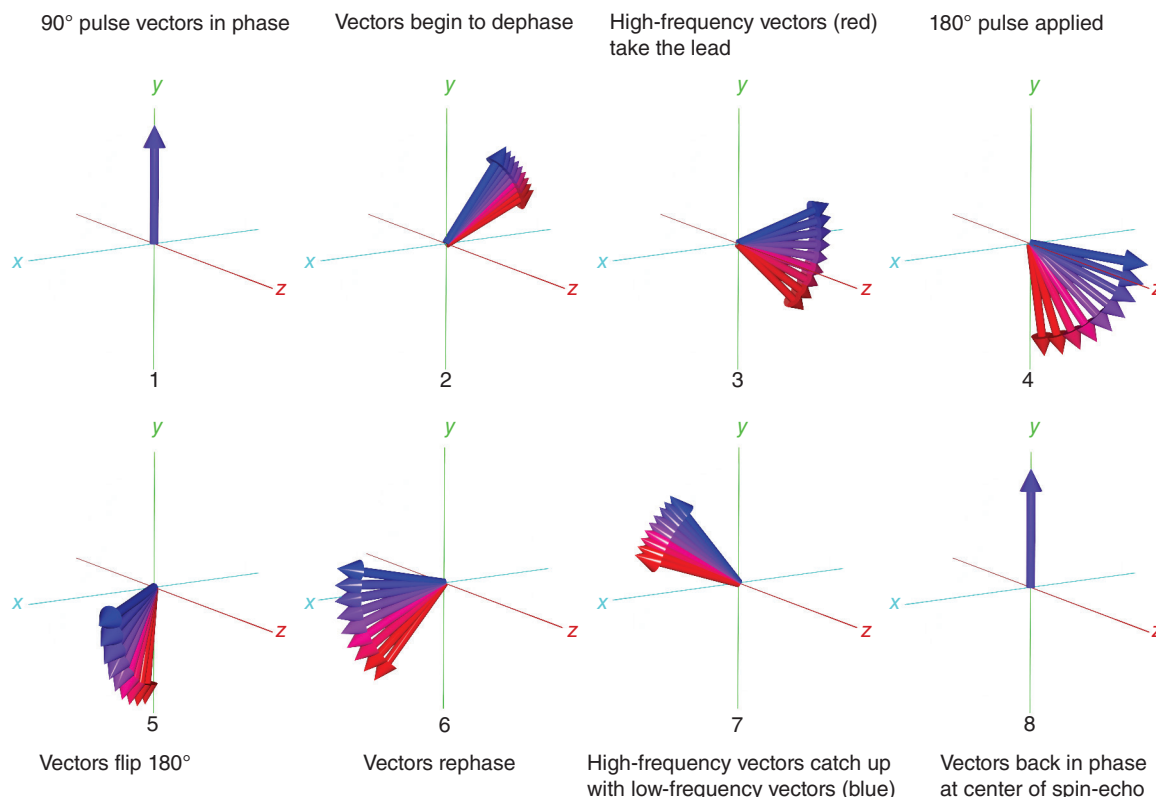 90° pulse vectors in phase
Vectors begin to dephase
High-frequency vectors (red)
take the lead
180° pulse applied
y
x
z
1
y
x
z
2
y
x
z
3
y
x
z
4
y
x
z
5
y
x
z
6
y
x
z
7
y
x
z
8
Vectors flip 180°
Vectors rephase
High-frequency vectors catch up
with low-frequency vectors (blue)
Vectors back in phase
at center of spin-echo